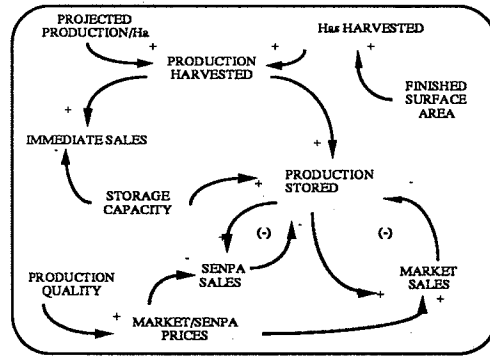 PROJECTED
PRODUCTION/Ha
Has HARVESTED
+
+
+
PRODUCTION
HARVESTED
FINISHED
SURFACE
AREA
+
+
IMMEDIATE SALES
-
PRODUCTION
STORED
+
-
STORAGE
CAPACITY
+
-
(-)
(-)
-
SENPA
SALES
MARKET
SALES
PRODUCTION
QUALITY
+
+
+
MARKET/SENPA
PRICES